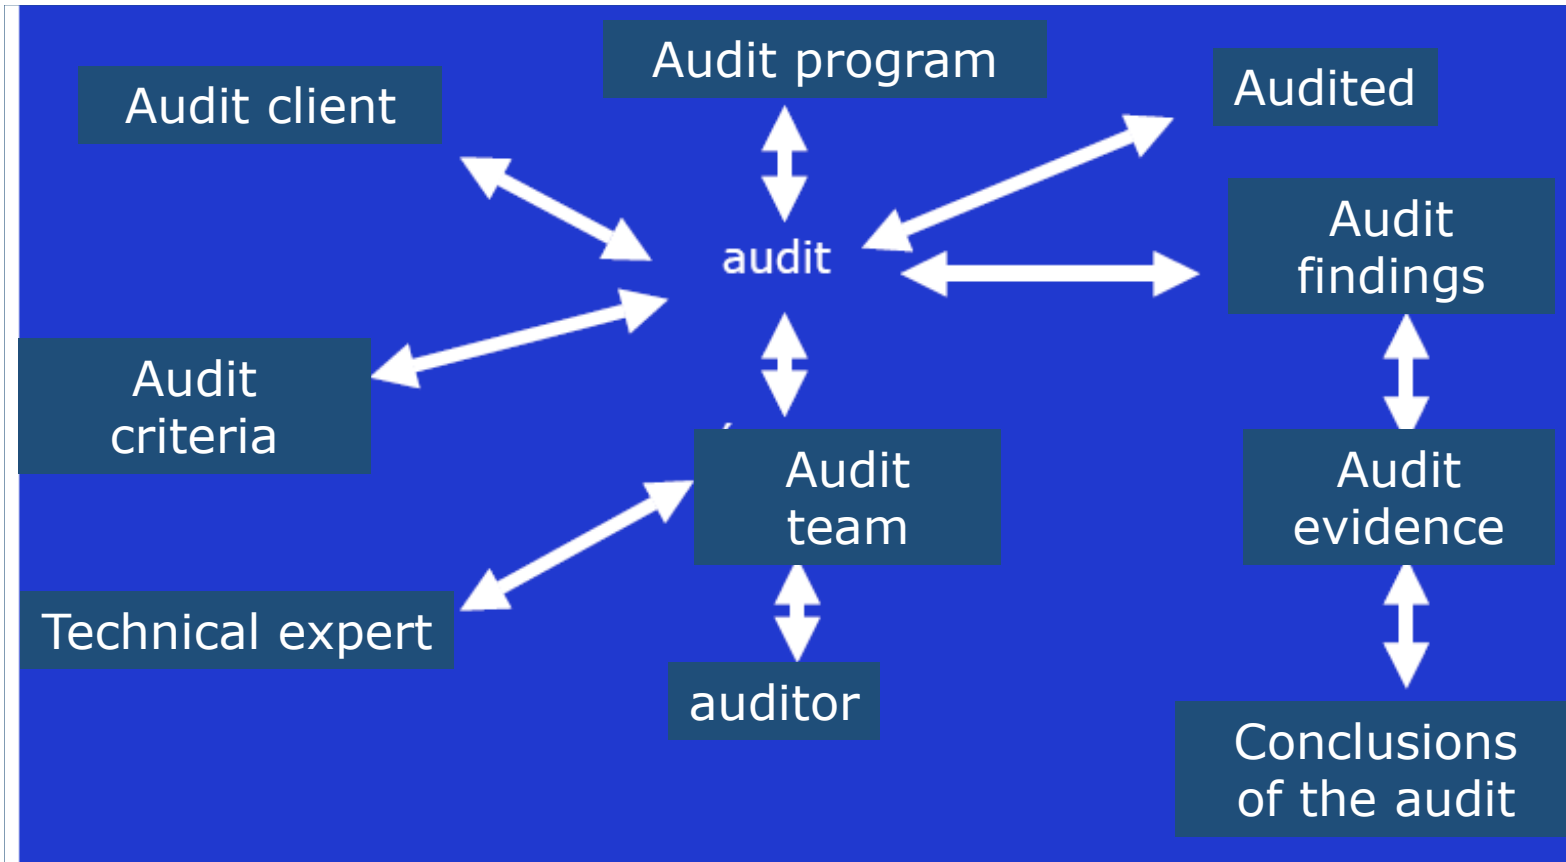 Audit program
Audit client
Audited
Audit
findings
audit
Audit
criteria
Audit
team
Audit
evidence
Technical expert
auditor
Conclusions
of the audit